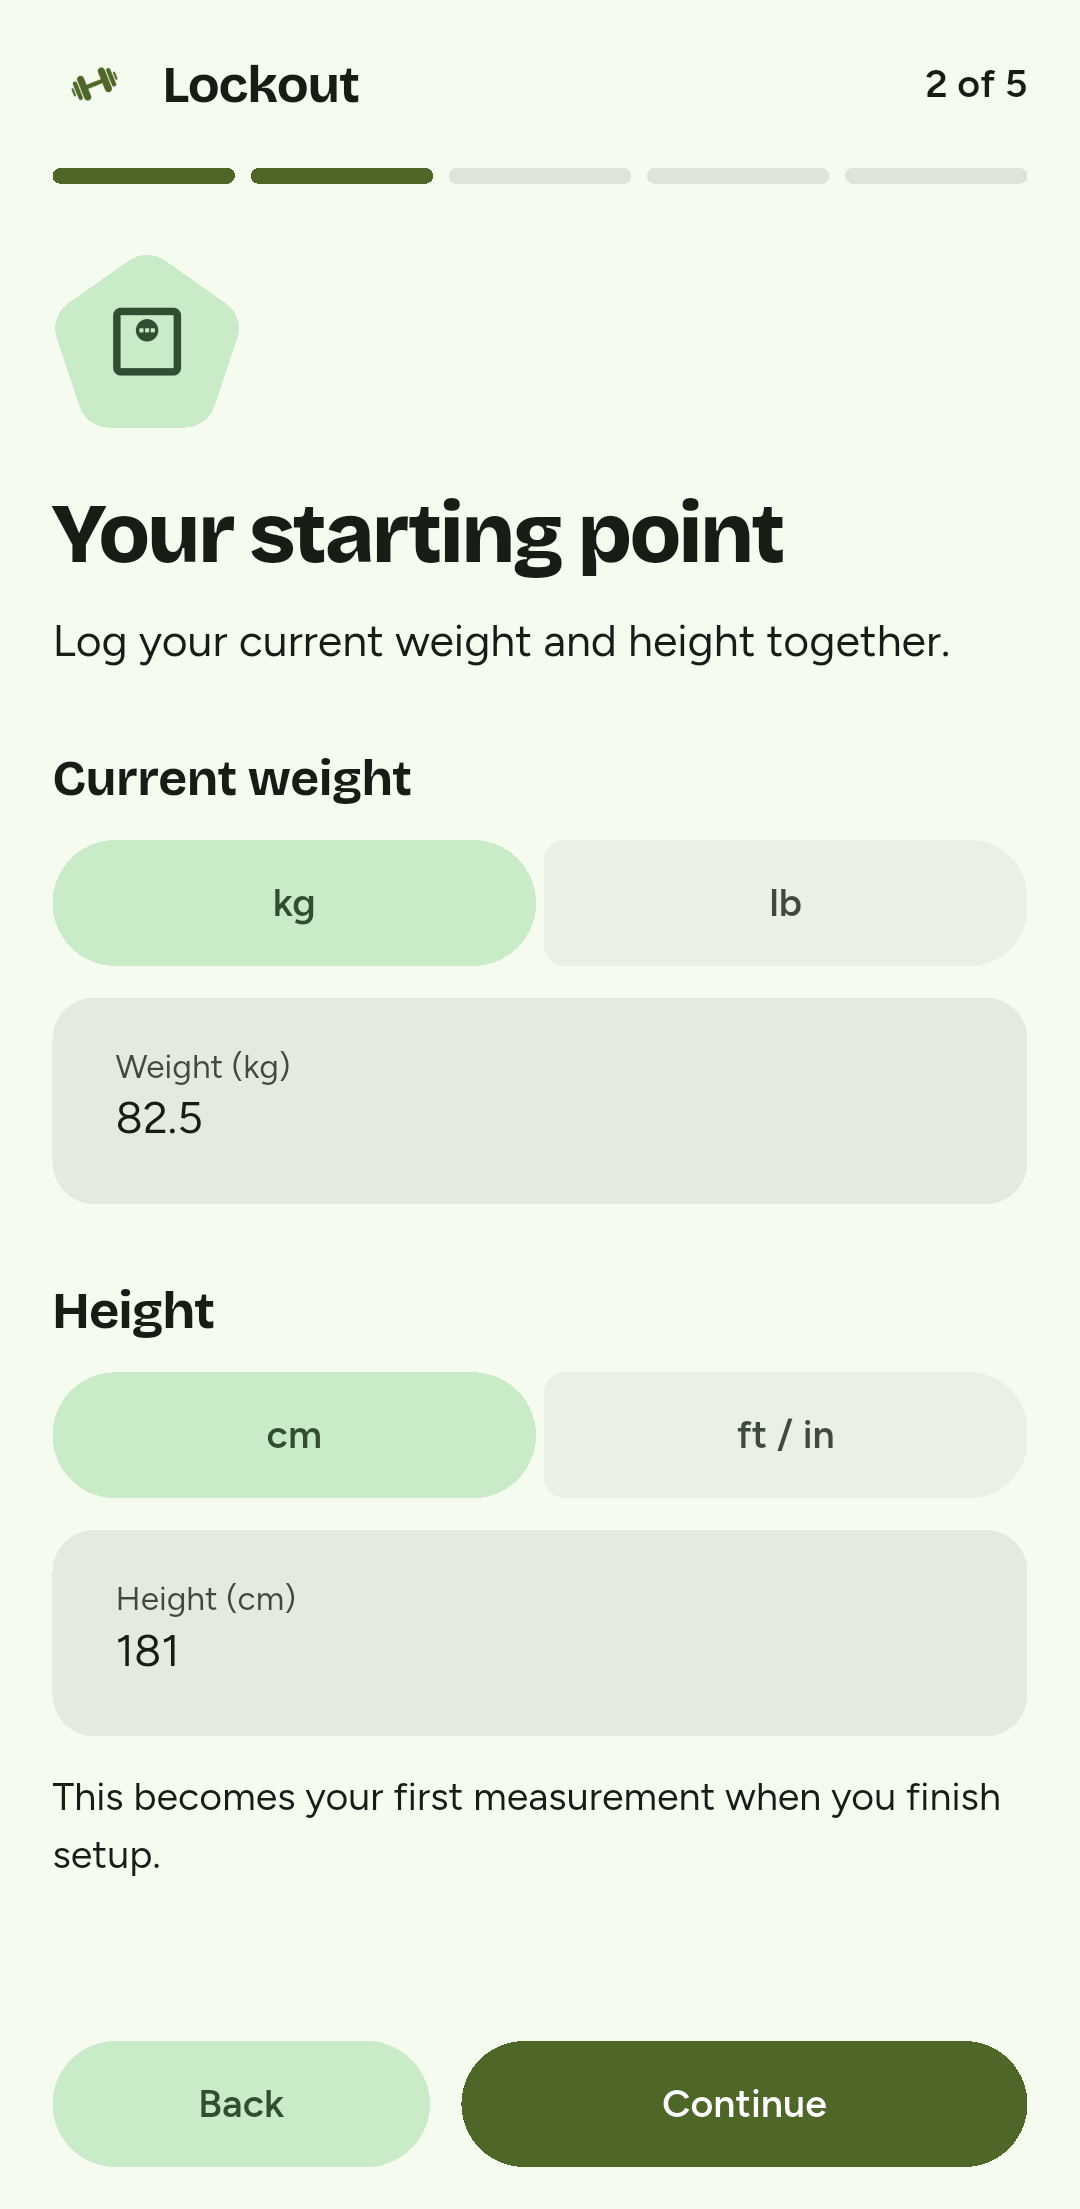 Lockout
2 of 5
Your starting point
Log your current weight and height together.
Current weight
kg
lb
Weight (kg)
82.5
Height
cm
ft / in
Height (cm)
181
This becomes your first measurement when you finish
setup.
Back
Continue